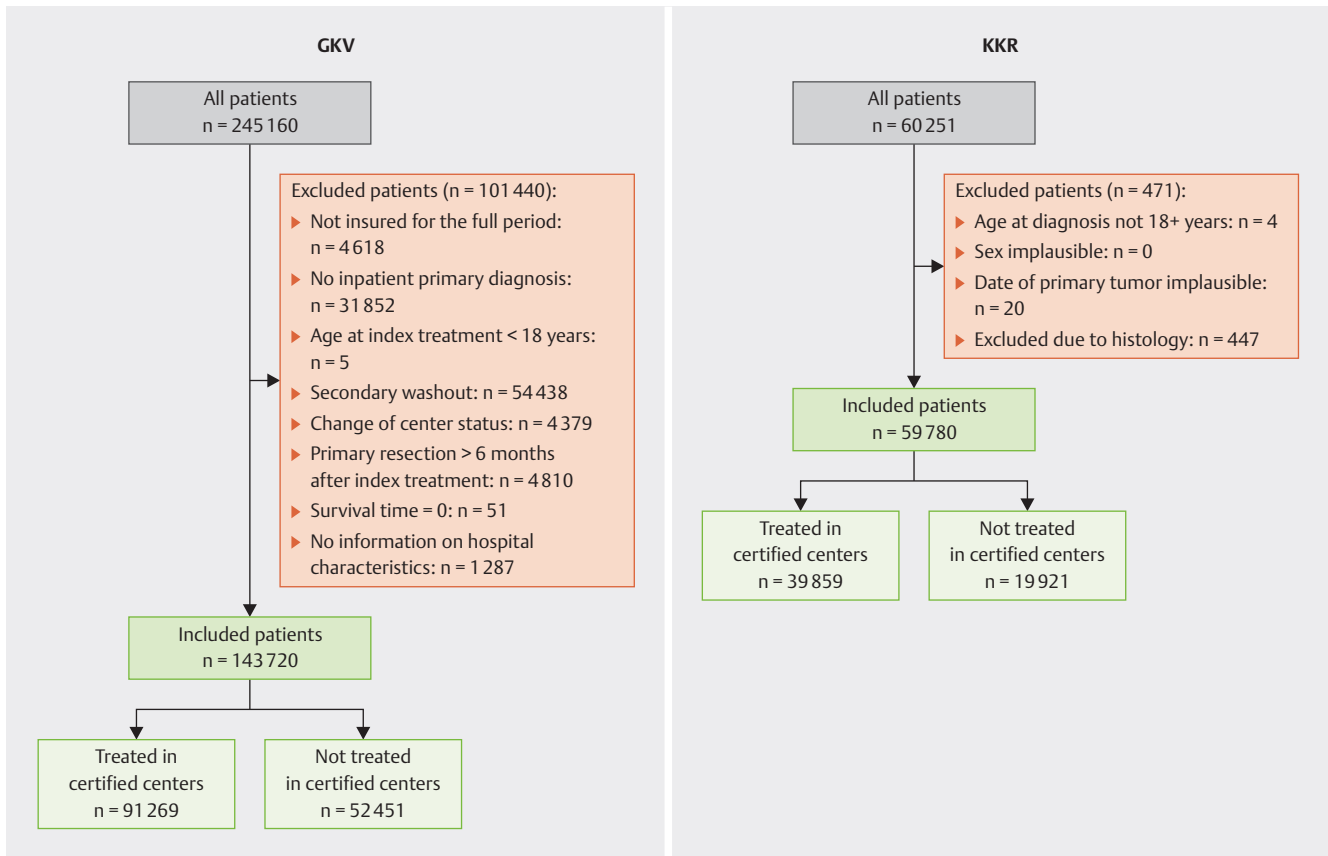 GKV
All patients
n = 245 160
Excluded patients (n = 101 440):
Not insured for the full period:
n = 4 618
No inpatient primary diagnosis:
n = 31 852
Age at index treatment < 18 years:
n = 5
Secondary washout: n = 54 438
Change of center status: n = 4 379
Primary resection > 6 months
after index treatment: n = 4 810
Survival time = 0: n = 51
No information on hospital
characteristics: n = 1 287
Included patients
n = 143 720
Treated in
certified centers
n = 91 269
Not treated
in certified centers
n = 52 451
KKR
All patients
n = 60 251
Excluded patients (n = 471):
Age at diagnosis not 18+ years: n = 4
Sex implausible: n = 0
Date of primary tumor implausible:
n = 20
Excluded due to histology: n = 447
Included patients
n = 59 780
Treated in
certified centers
n = 39 859
Not treated
in certified centers
n = 19 921